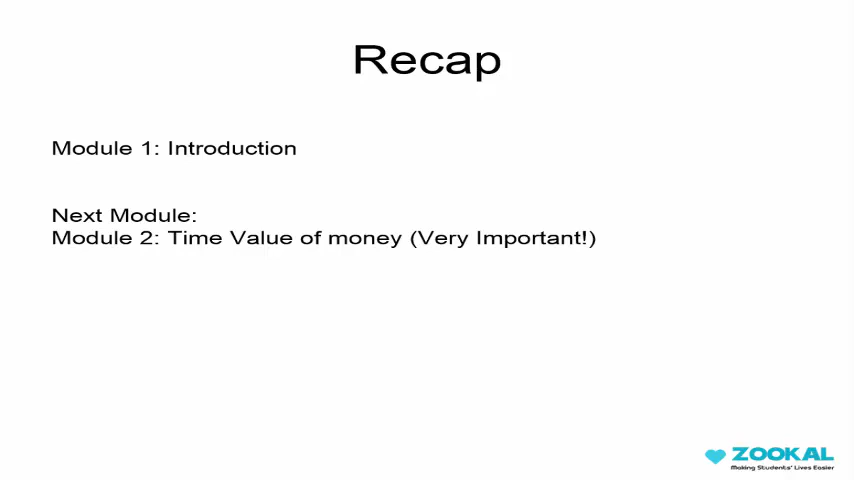 Recap
Module 1: Introduction
Next Module:
Module 2: Time Value of money (Very Important!)
ZOOKAL
Making Students' Lives Easier